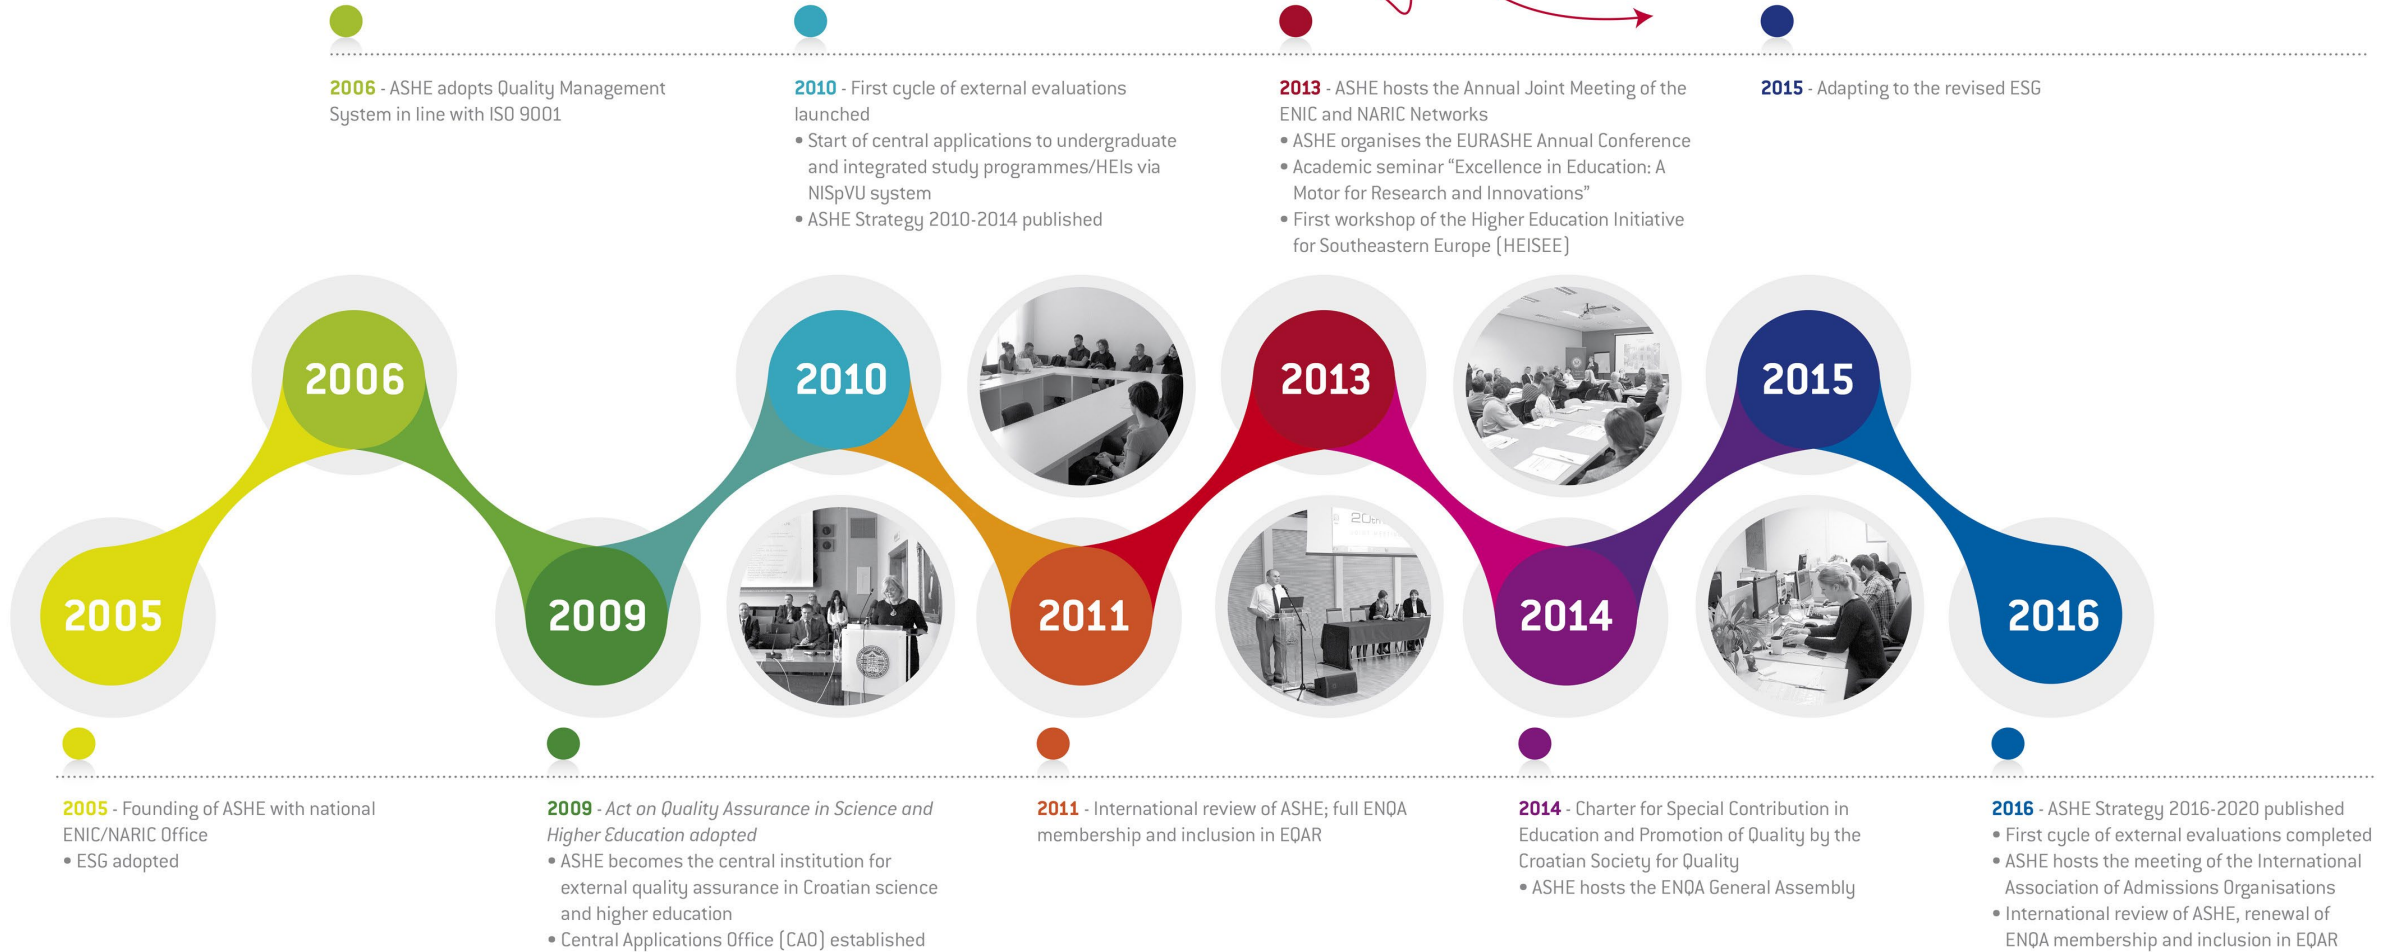 2006 - ASHE adopts Quality Management
System in line with ISO 9001
2010 - First cycle of external evaluations
launched
• Start of central applications to undergraduate
and integrated study programmes/HEIs via
NISpVU system
• ASHE Strategy 2010-2014 published
2013 - ASHE hosts the Annual Joint Meeting of the
ENIC and NARIC Networks
• ASHE organises the EURASHE Annual Conference
• Academic seminar “Excellence in Education: A
Motor for Research and Innovations”
• First workshop of the Higher Education Initiative
for Southeastern Europe (HEISEE)
2015 - Adapting to the revised ESG
2006
2010
2013
2015
20th
2005
2009
2011
2014
2016
2005 - Founding of ASHE with national
ENIC/NARIC Office
• ESG adopted
2009 - Act on Quality Assurance in Science and
Higher Education adopted
• ASHE becomes the central institution for
external quality assurance in Croatian science
and higher education
• Central Applications Office (CAO) established
2011 - International review of ASHE; full ENQA
membership and inclusion in EQAR
2014 - Charter for Special Contribution in
Education and Promotion of Quality by the
Croatian Society for Quality
• ASHE hosts the ENQA General Assembly
2016 - ASHE Strategy 2016-2020 published
• First cycle of external evaluations completed
• ASHE hosts the meeting of the International
Association of Admissions Organisations
• International review of ASHE, renewal of
ENQA membership and inclusion in EQAR